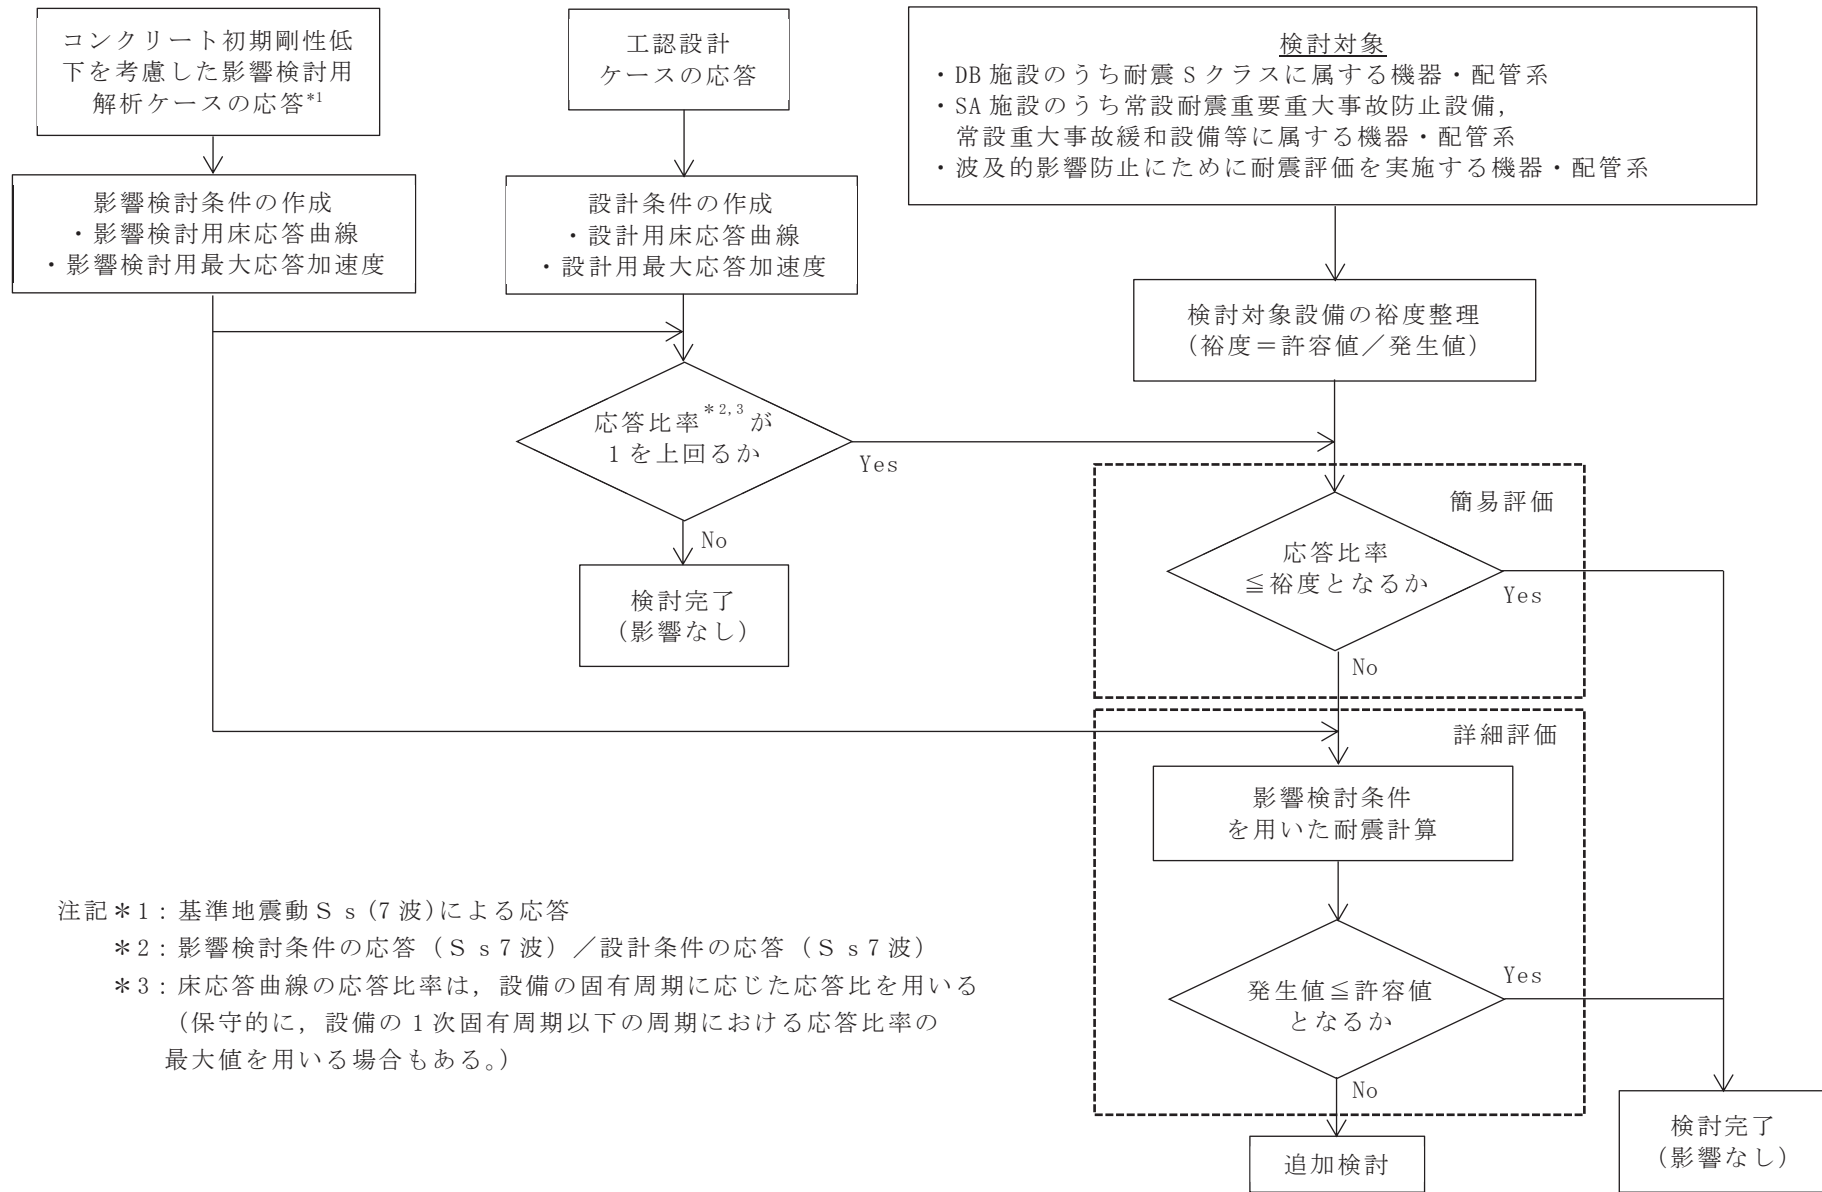 コンクリート初期剛性低
下を考慮した影響検討用
解析ケースの応答*1
工認設計
ケースの応答
検討対象
・DB施設のうち耐震Sクラスに属する機器・配管系
・SA施設のうち常設耐震重要重大事故防止設備，
常設重大事故緩和設備等に属する機器・配管系
・波及的影響防止にために耐震評価を実施する機器・配管系
影響検討条件の作成
・影響検討用床応答曲線
・影響検討用最大応答加速度
設計条件の作成
・設計用床応答曲線
・設計用最大応答加速度
検討対象設備の裕度整理
（裕度＝許容値／発生値）
応答比率*2,3が
1を上回るか
Yes
No
検討完了
（影響なし）
簡易評価
応答比率
≦裕度となるか
Yes
No
詳細評価
影響検討条件
を用いた耐震計算
発生値≦許容値
となるか
Yes
No
追加検討
検討完了
（影響なし）
注記＊1：基準地震動Ｓｓ(7波)による応答
＊2：影響検討条件の応答（Ｓｓ7波）／設計条件の応答（Ｓｓ7波）
＊3：床応答曲線の応答比率は，設備の固有周期に応じた応答比を用いる
（保守的に，設備の1次固有周期以下の周期における応答比率の
最大値を用いる場合もある。）